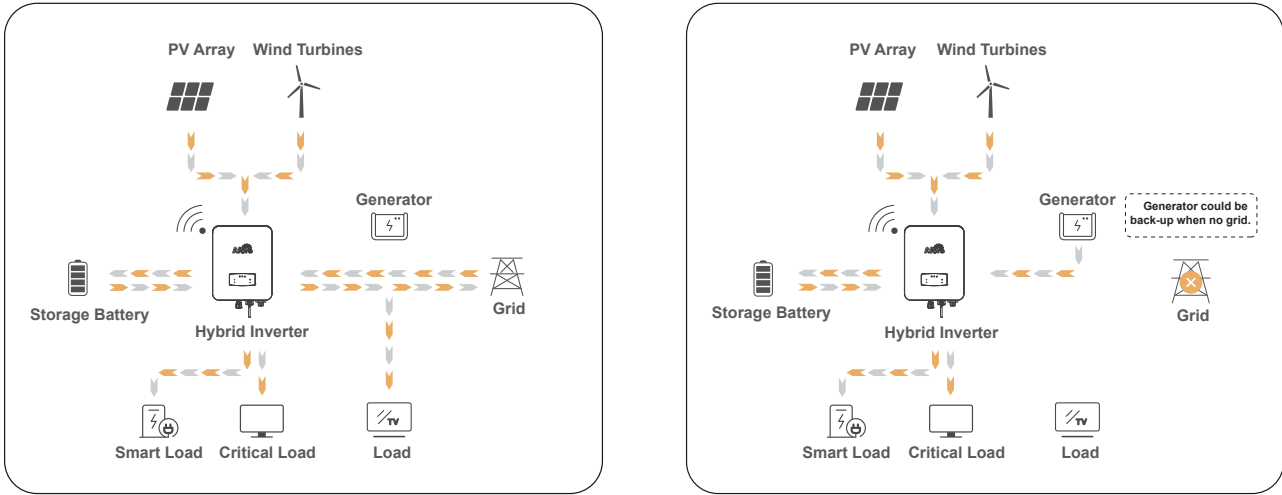 PV Array Wind Turbines
Generator
Storage Battery
Hybrid Inverter
Grid
TV
Smart Load Critical Load Load
PV Array Wind Turbines
Generator
Generator could be
back-up when no grid.
Storage Battery
Hybrid Inverter
Grid
TV
Smart Load Critical Load Load